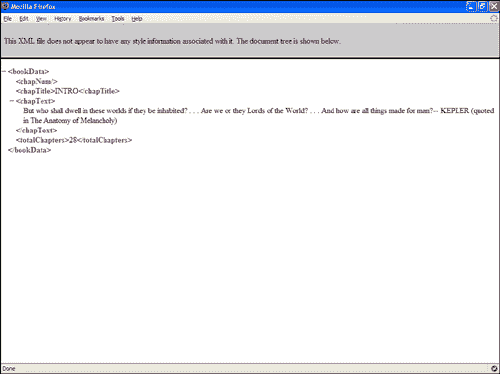 Mozilla Firefox
File Edit View History Bookmarks Tools Help
This XML file does not appear to have any style information associated with it. The document tree is shown below.
− <bookData>
<chapNam/>
<chapTitle>INTRO</chapTitle>
− <chapText>
But who shall dwell in these worlds if they be inhabited? . . . Are we or they Lords of the World? . . . And how are all things made for man?-- KEPLER (quoted
in The Anatomy of Melancholy)
</chapText>
<totalChapters>28</totalChapters>
</bookData>
Done